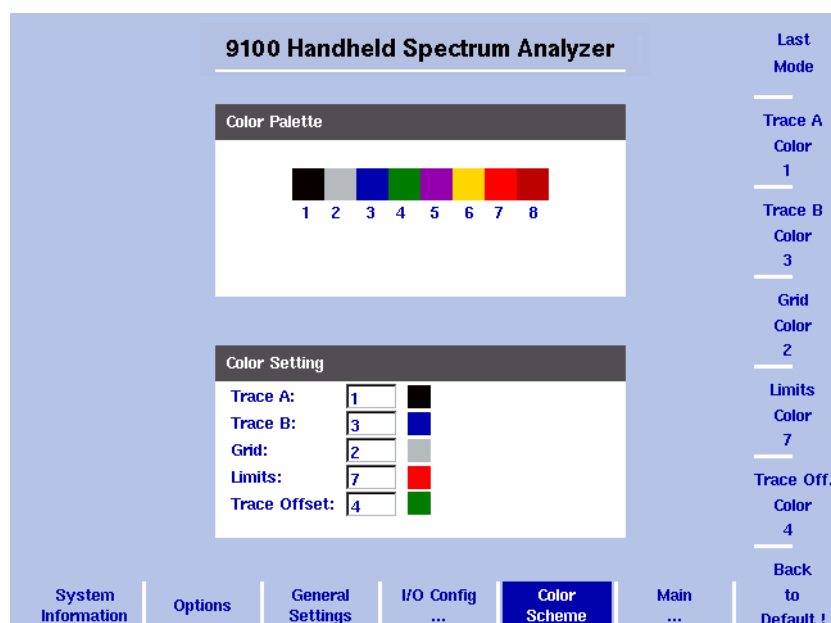 9100 Handheld Spectrum Analyzer
Color Palette
1 2 3 4 5 6 7 8
Color Setting
Trace A: 1
Trace B: 3
Grid: 2
Limits: 7
Trace Offset: 4
Last
Mode
Trace A
Color
1
Trace B
Color
3
Grid
Color
2
Limits
Color
7
Trace Off.
Color
4
Back
to
Default !
System
Information
Options
General
Settings
I/O Config
...
Color
Scheme
Main
...